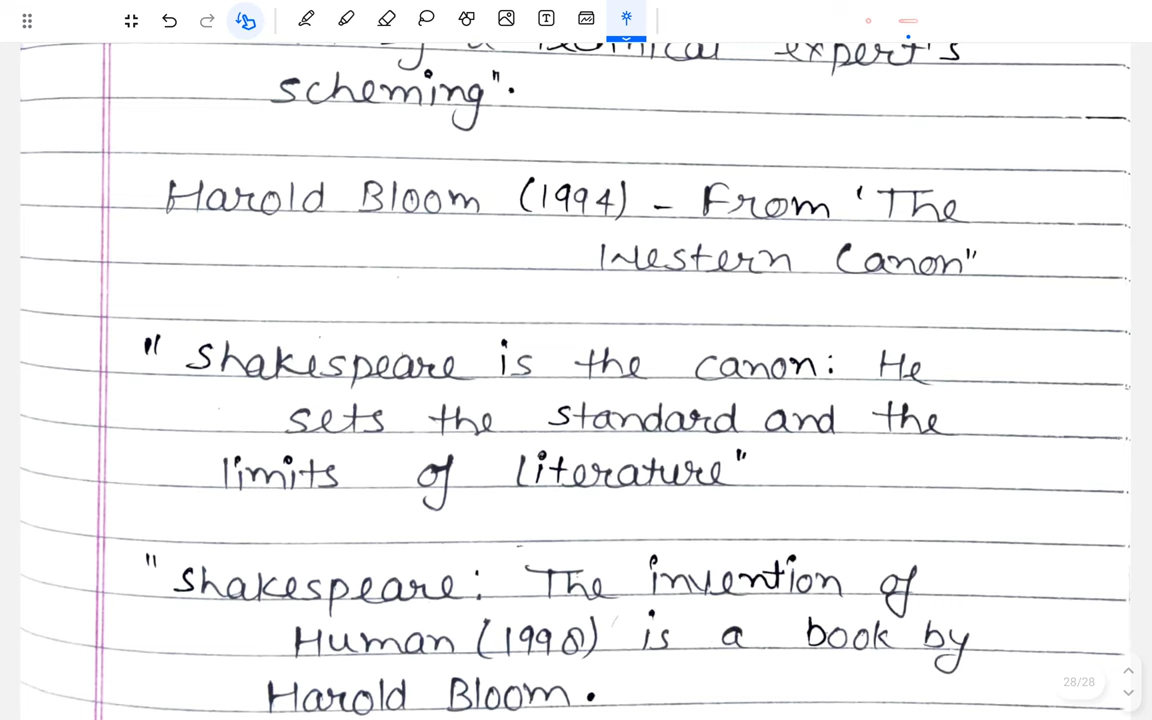 expert's
scheming".
Harold Bloom (1994) - From 'The
Western Canon"
" Shakespeare is the canon: He
sets the standard and the
limits of literature"
"Shakespeare: The invention of
Human (1998) is a book by
Harold Bloom.
28/28